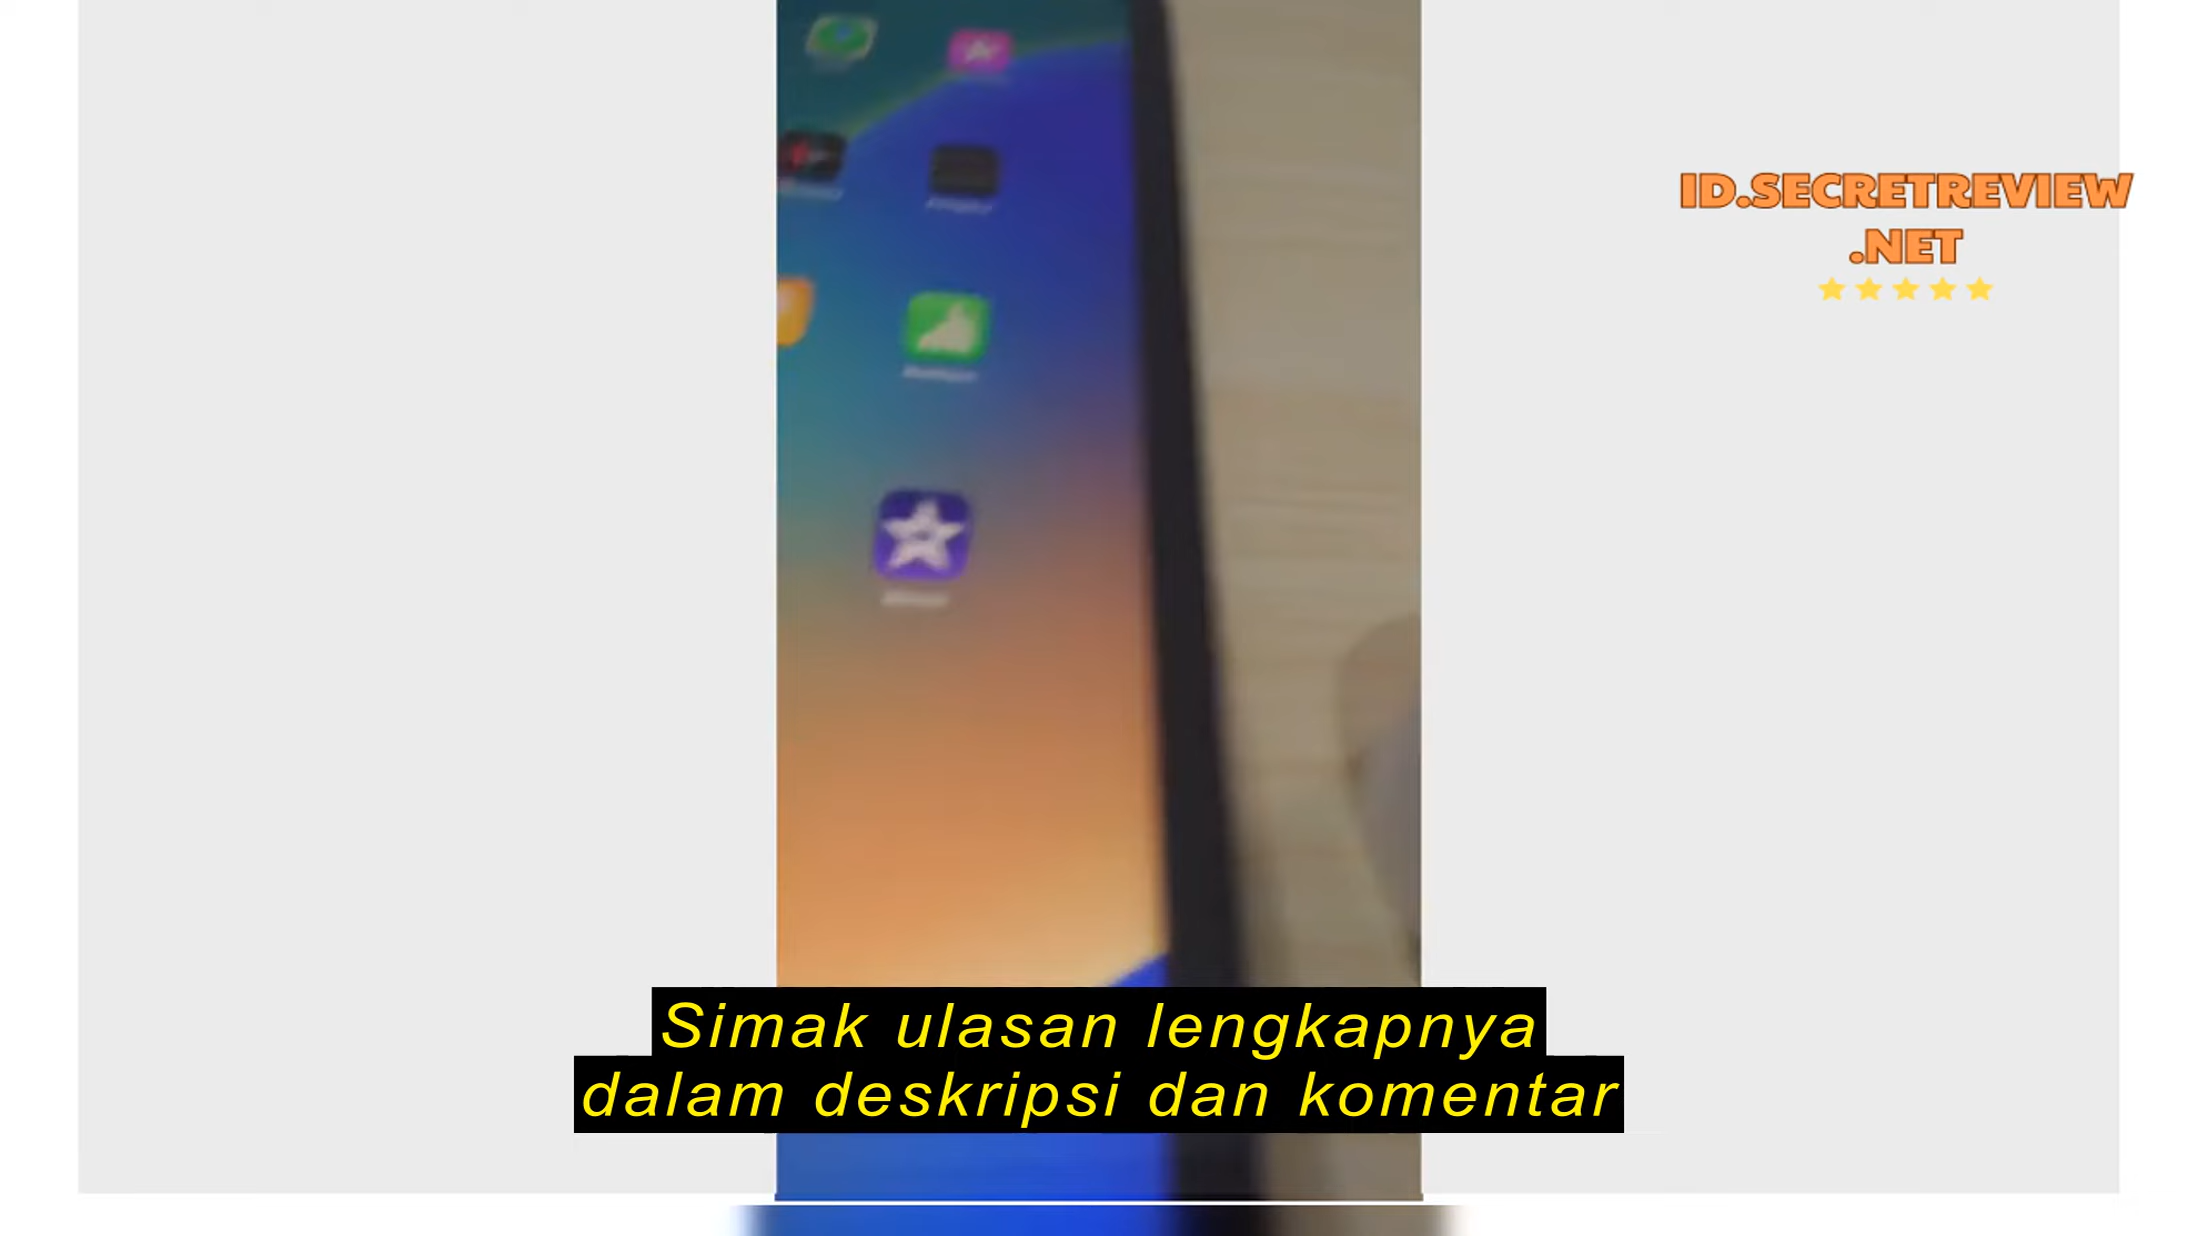 ID.SECRETREVIEW
.NET
Simak ulasan lengkapnya
dalam deskripsi dan komentar